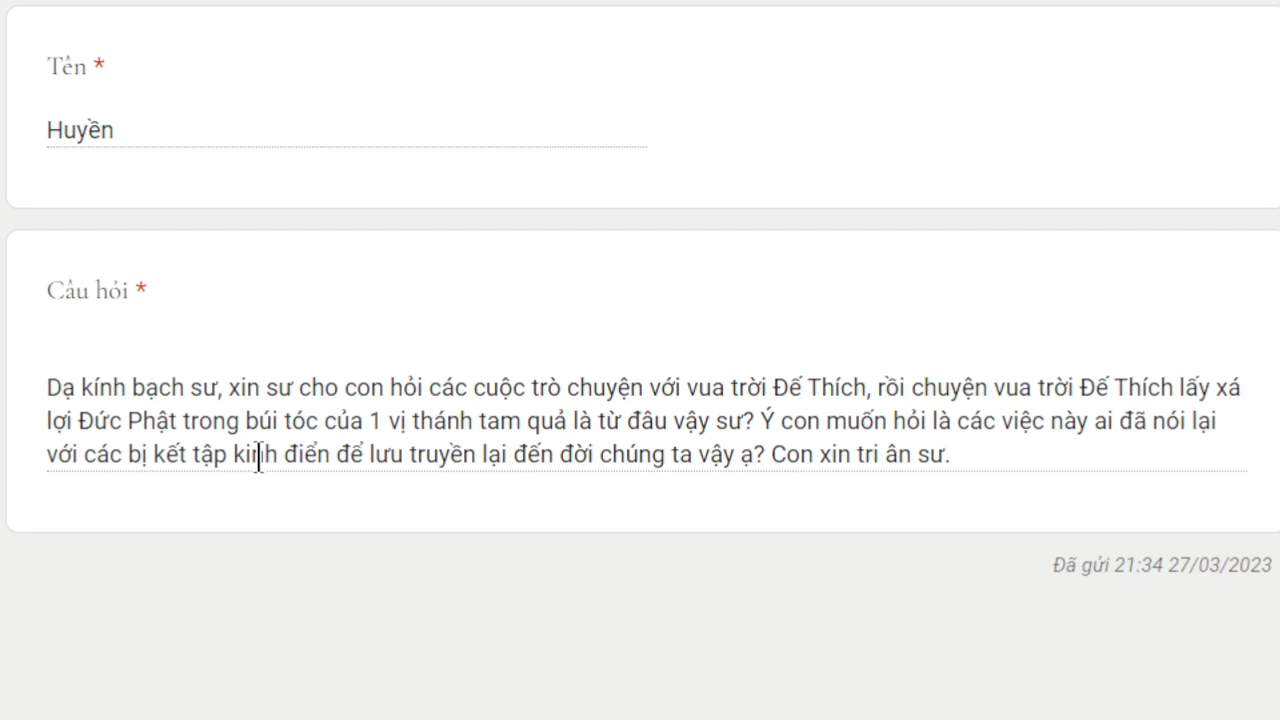 Tên *
Huyền
Câu hỏi *
Dạ kính bạch sư, xin sư cho con hỏi các cuộc trò chuyện với vua trời Đế Thích, rồi chuyện vua trời Đế Thích lấy xá
lợi Đức Phật trong búi tóc của 1 vị thánh tam quả là từ đâu vậy sư? Ý con muốn hỏi là các việc này ai đã nói lại
với các bị kết tập kinh điển để lưu truyền lại đến đời chúng ta vậy ạ? Con xin tri ân sư.
Đã gửi 21:34 27/03/2023